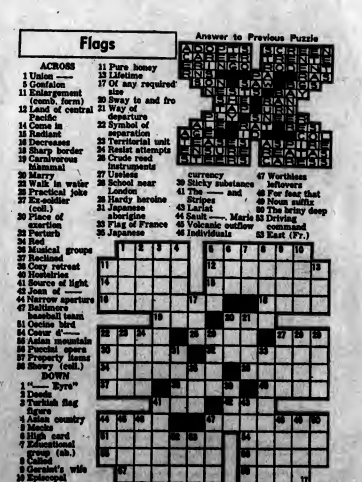 Flags
ACROSS
1 Union —
5 Gonfalon
11 Enlargement
(comb. form)
12 Land of central
Pacific
14 Come in
15 Radiant
16 Decreases
18 Sharp border
19 Carnivorous
mammal
20 Marry
22 Walk in water
25 Practical joke
27 Ex-soldier
(coll.)
30 Place of
exertion
33 Perturb
34 Red
36 Musical groups
37 Reclined
38 Cozy retreat
40 Hostelries
41 Source of light
42 Joan of —
44 Narrow aperture
47 Baltimore
baseball team
51 Oscine bird
54 Coeur d'—
55 Asian mountain
56 Puccini opera
57 Property items
58 Showy (coll.)
DOWN
1 "— Eyre"
2 Deeds
3 Turkish flag
figure
4 Asian country
5 Mocks
6 High card
7 Educational
group (ab.)
8 Called
9 Geraint's wife
10 Episcopal
11 Pure honey
13 Lifetime
17 Of any required
size
20 Sway to and fro
21 Way of
departure
22 Symbol of
separation
23 Territorial unit
24 Resist attempts
26 Crude reed
instruments
27 Useless
28 School near
London
29 Hardy heroine
31 Japanese
aborigine
32 Flag of France
35 Japanese
Answer to Previous Puzzle
currency
39 Sticky substance
41 The — and
Stripes
43 Lariat
44 Sault —. Marie
45 Volcanic outflow
46 Individuals
47 Worthless
leftovers
48 For fear that
49 Noun suffix
50 The briny deep
53 Driving
command
53 East (Fr.)